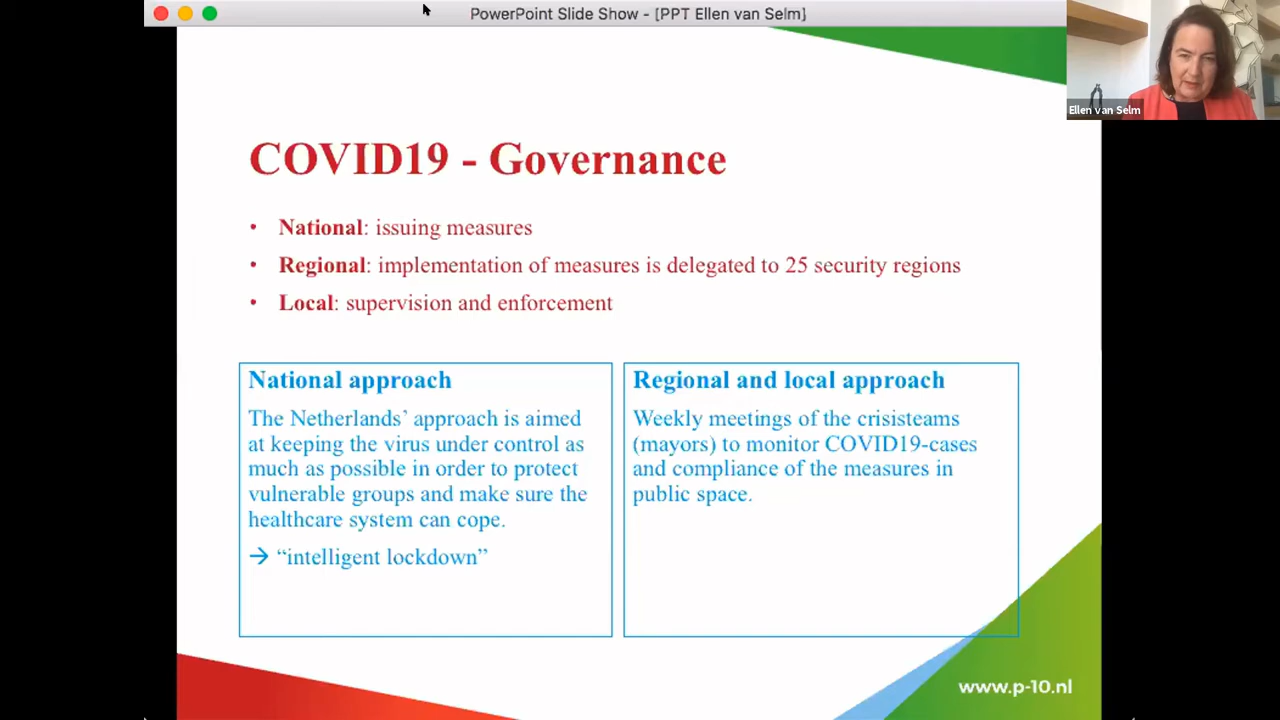 PowerPoint Slide Show - [PPT Ellen van Selm]
Ellen van Selm
COVID19 - Governance
• National: issuing measures
• Regional: implementation of measures is delegated to 25 security regions
• Local: supervision and enforcement
National approach
The Netherlands’ approach is aimed
at keeping the virus under control as
much as possible in order to protect
vulnerable groups and make sure the
healthcare system can cope.
→ “intelligent lockdown”
Regional and local approach
Weekly meetings of the crisisteams
(mayors) to monitor COVID19-cases
and compliance of the measures in
public space.
www.p-10.nl